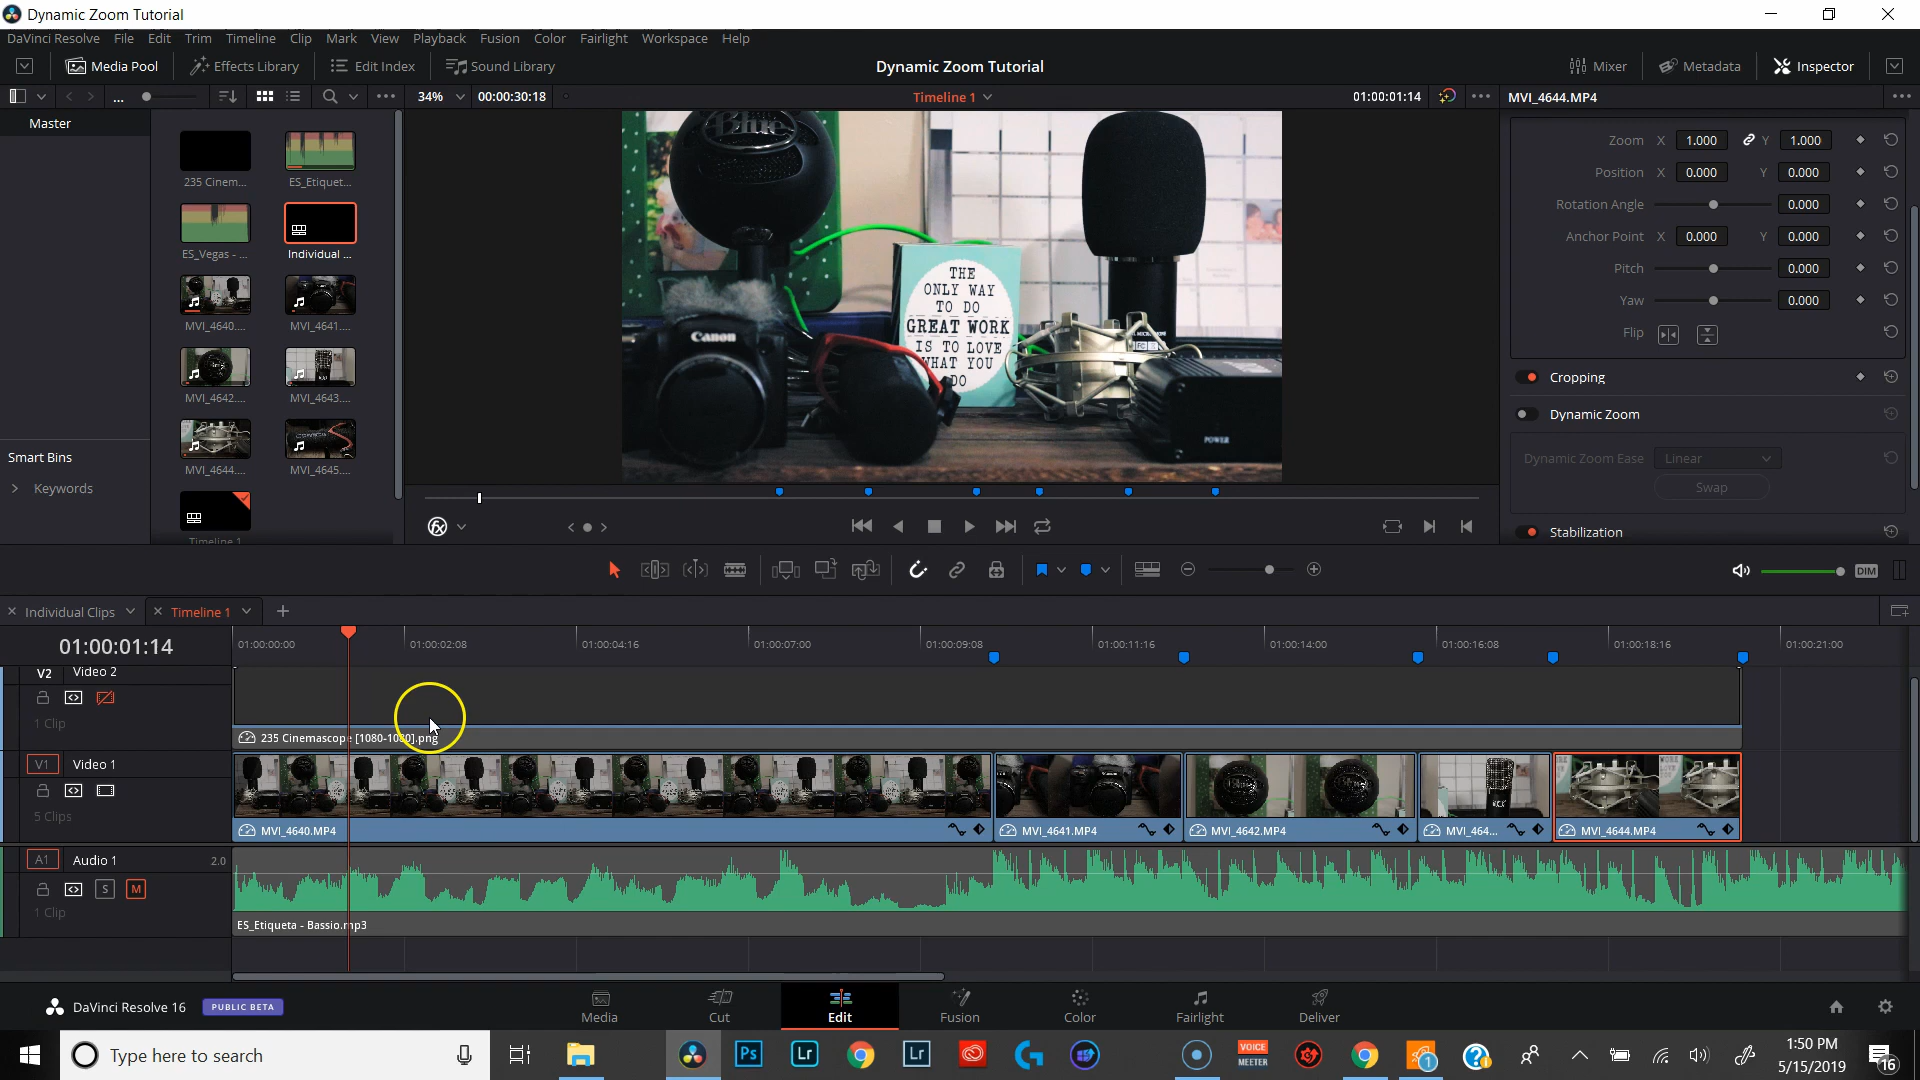 Dynamic Zoom Tutorial
DaVinci Resolve File Edit Trim Timeline Clip Mark View Playback Fusion Color Fairlight Workspace Help
Media Pool Effects Library Edit Index Sound Library Dynamic Zoom Tutorial Mixer Metadata Inspector
... 34% 00:00:30:18 Timeline 1 01:00:01:14 MVI_4644.MP4
Master
235 Cinem... ES_Etiquet...
ES_Vegas - ... Individual ...
MVI_4640.... MVI_4641....
MVI_4642.... MVI_4643....
MVI_4644.... MVI_4645....
Timeline 1
Smart Bins
Keywords
Blue
Canon
THE
ONLY WAY
TO DO
GREAT WORK
IS TO LOVE
WHAT YOU
DO
POWER
Zoom X 1.000 Y 1.000
Position X 0.000 Y 0.000
Rotation Angle 0.000
Anchor Point X 0.000 Y 0.000
Pitch 0.000
Yaw 0.000
Flip
Cropping
Dynamic Zoom
Dynamic Zoom Ease Linear
Swap
Stabilization
DIM
Individual Clips Timeline 1
01:00:01:14 01:00:00:00 01:00:02:08 01:00:04:16 01:00:07:00 01:00:09:08 01:00:11:16 01:00:14:00 01:00:16:08 01:00:18:16 01:00:21:00
V2 Video 2
1 Clip
235 Cinemascope [1080-1080].png
V1 Video 1
5 Clips
MVI_4640.MP4 MVI_4641.MP4 MVI_4642.MP4 MVI_464... MVI_4644.MP4
A1 Audio 1 2.0
S M
1 Clip
ES_Etiqueta - Bassio.mp3
DaVinci Resolve 16 PUBLIC BETA Media Cut Edit Fusion Color Fairlight Deliver
Type here to search Ps Lr Lr VOICE MEETER 1 1:50 PM
5/15/2019 16